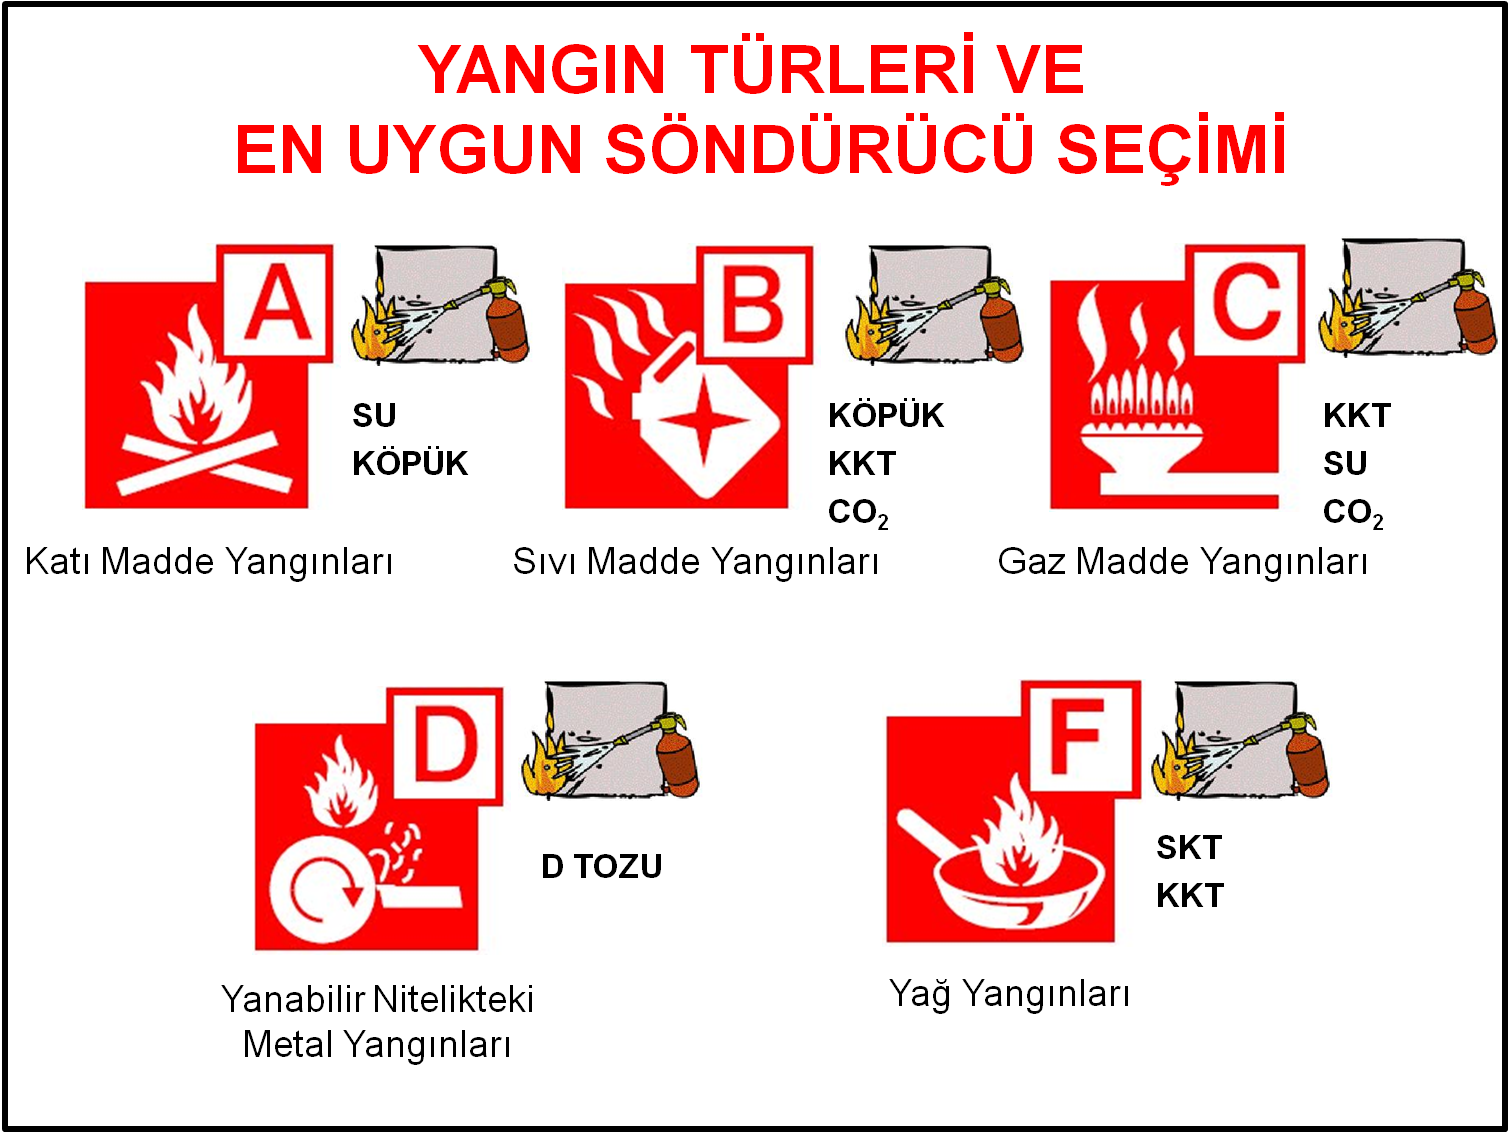 YANGIN TÜRLERİ VE
EN UYGUN SÖNDÜRÜCÜ SEÇİMİ
A
SU
KÖPÜK
Katı Madde Yangınları
B
KÖPÜK
KKT
CO₂
Sıvı Madde Yangınları
C
KKT
SU
CO₂
Gaz Madde Yangınları
D
D TOZU
Yanabilir Nitelikteki
Metal Yangınları
F
SKT
KKT
Yağ Yangınları